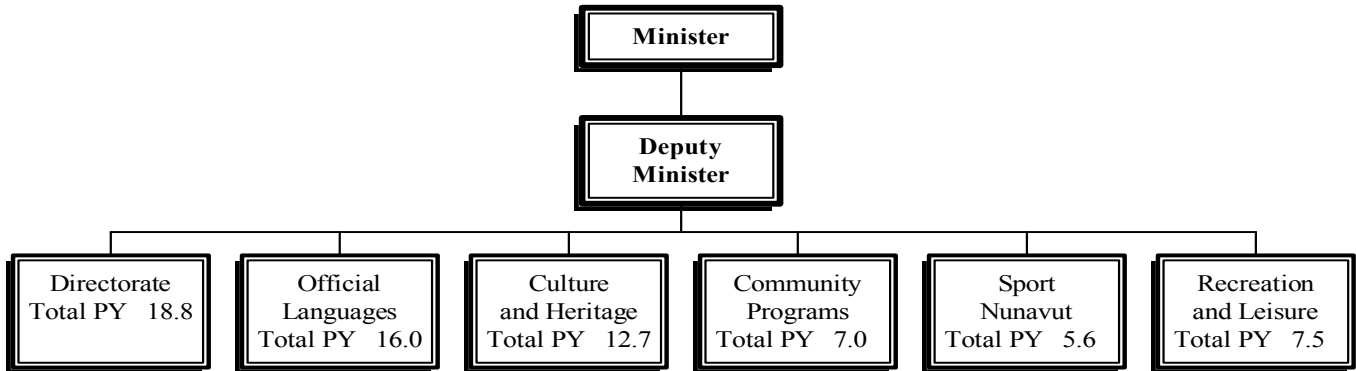 Minister
Deputy
Minister
Directorate
Total PY 18.8
Official
Languages
Total PY 16.0
Culture
and Heritage
Total PY 12.7
Community
Programs
Total PY 7.0
Sport
Nunavut
Total PY 5.6
Recreation
and Leisure
Total PY 7.5